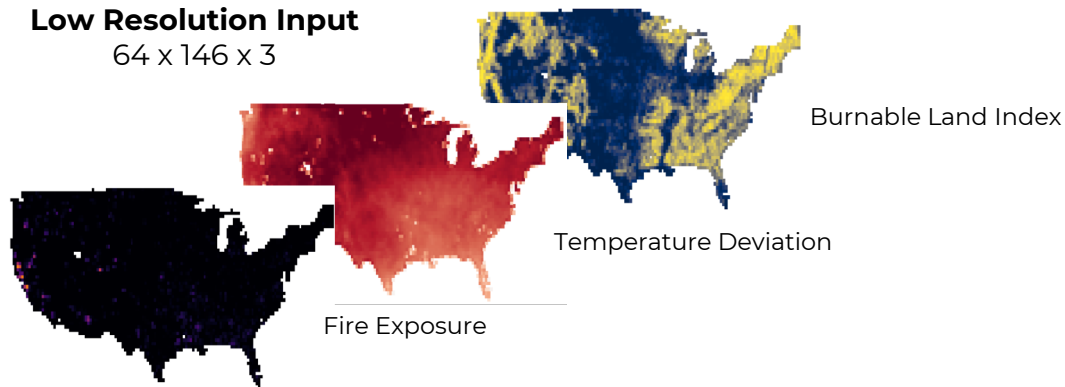 Low Resolution Input
64 x 146 x 3
Burnable Land Index
Temperature Deviation
Fire Exposure